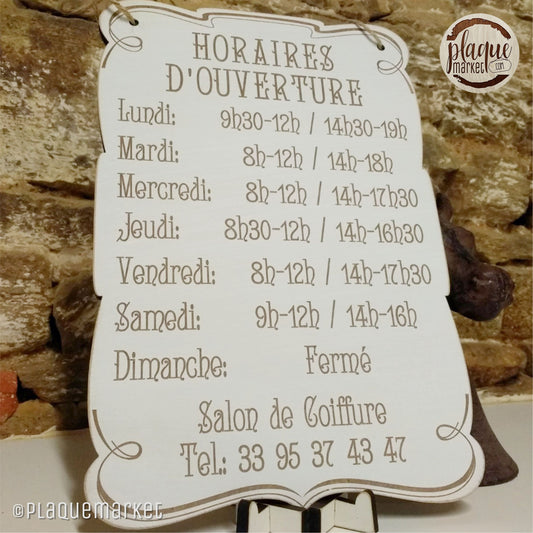 plaque
market
.com
HORAIRES
D'OUVERTURE
Lundi: 9h30-12h / 14h30-19h
Mardi: 8h-12h / 14h-18h
Mercredi: 8h-12h / 14h-17h30
Jeudi: 8h30-12h / 14h-16h30
Vendredi: 8h-12h / 14h-17h30
Samedi: 9h-12h / 14h-16h
Dimanche: Fermé
Salon de Coiffure
Tel.: 33 95 37 43 47
©PLAQUEMARKET